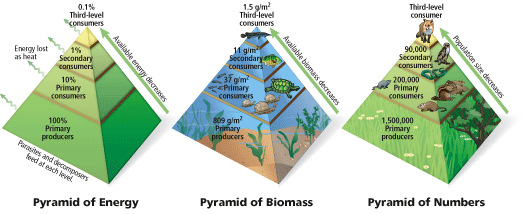 0.1%
Third-level
consumers
Energy lost
as heat
1%
Secondary
consumers
10%
Primary
consumers
100%
Primary
producers
Available energy decreases
Parasites and decomposers
feed at each level.
Pyramid of Energy
1.5 g/m²
Third-level
consumers
11 g/m²
Secondary
consumers
37 g/m²
Primary
consumers
809 g/m²
Primary
producers
Available biomass decreases
Pyramid of Biomass
Third-level
consumer
90,000
Secondary
consumers
200,000
Primary
consumers
1,500,000
Primary
producers
Population size decreases
Pyramid of Numbers